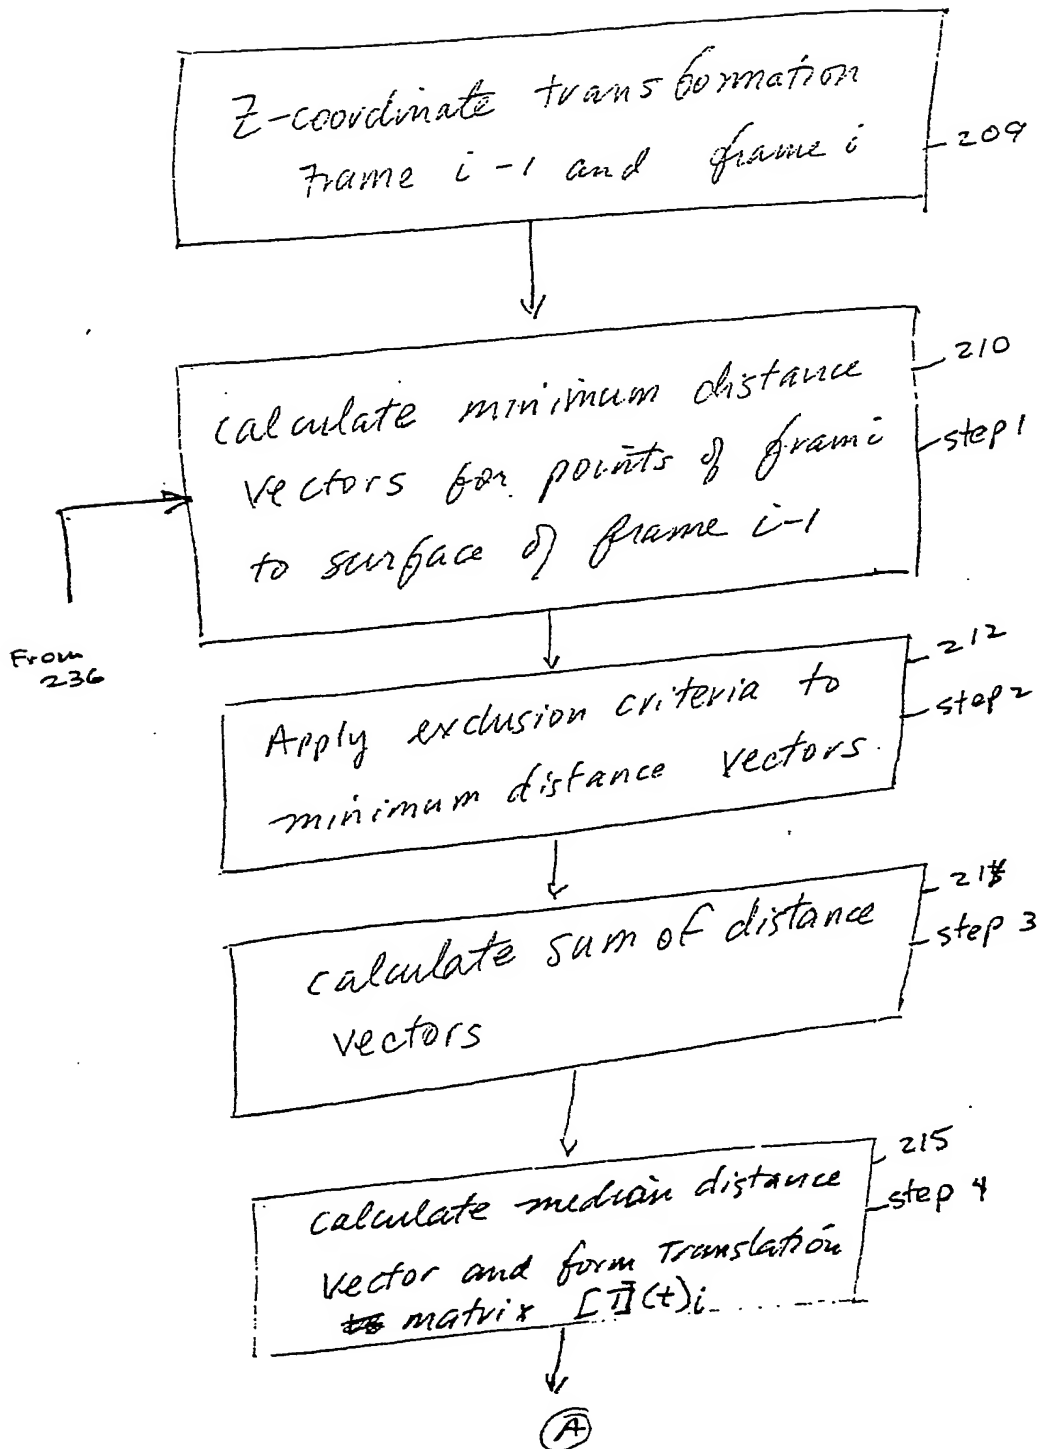 Z-coordinate transformation
Frame i-1 and frame i
209
210
calculate minimum distance
step 1
vectors for points of frami
to surface of frame i-1
From
236
212
Apply exclusion criteria to
step 2
minimum distance vectors.
calculate sum of distance
step 3
vectors
215
calculate median distance
step 4
vector and form Translation
matrix [T](t)i
A